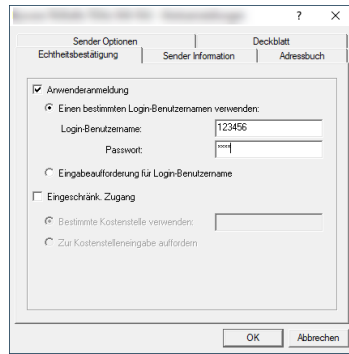 ? ×
Sender Optionen Deckblatt
Echtheitsbestätigung Sender Information Adressbuch
Anwenderanmeldung
Einen bestimmten Login-Benutzernamen verwenden:
Login-Benutzername: 123456
Passwort: ****
Eingabeaufforderung für Login-Benutzername
Eingeschränk. Zugang
Bestimmte Kostenstelle verwenden:
Zur Kostenstelleneingabe auffordern
OK Abbrechen